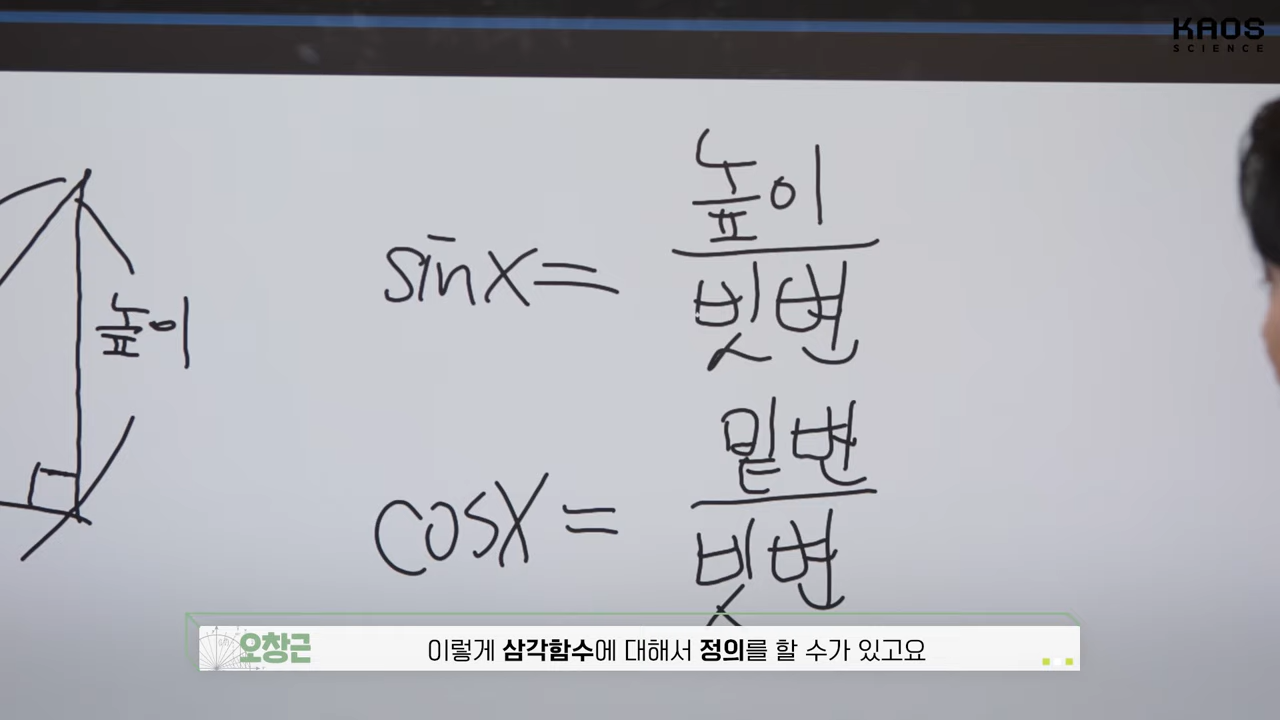 KAOS
SCIENCE
높이
sinx = 높이
빗변
cosx = 밑변
빗변
오창근
이렇게 삼각함수에 대해서 정의를 할 수가 있고요